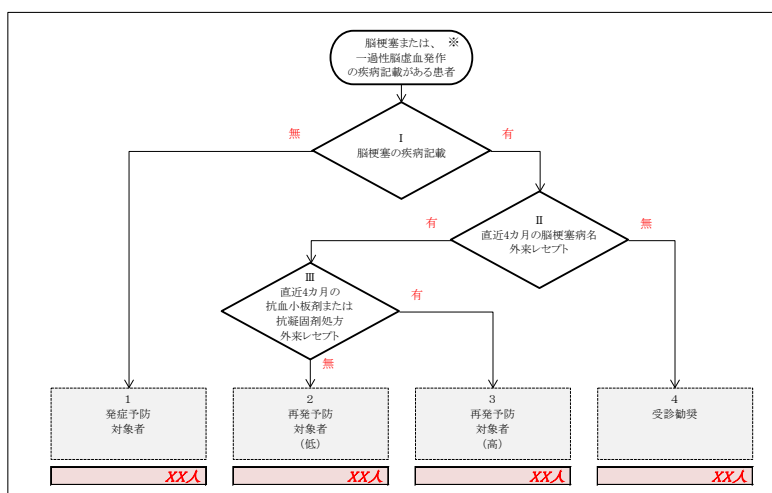 脳梗塞または、 ※
一過性脳虚血発作
の疾病記載がある患者
無
Ⅰ
脳梗塞の疾病記載
有
有
Ⅱ
直近4カ月の脳梗塞病名
外来レセプト
無
Ⅲ
直近4カ月の
抗血小板剤または
抗凝固剤処方
外来レセプト
有
無
1
発症予防
対象者
2
再発予防
対象者
(低)
3
再発予防
対象者
(高)
4
受診勧奨
XX人
XX人
XX人
XX人